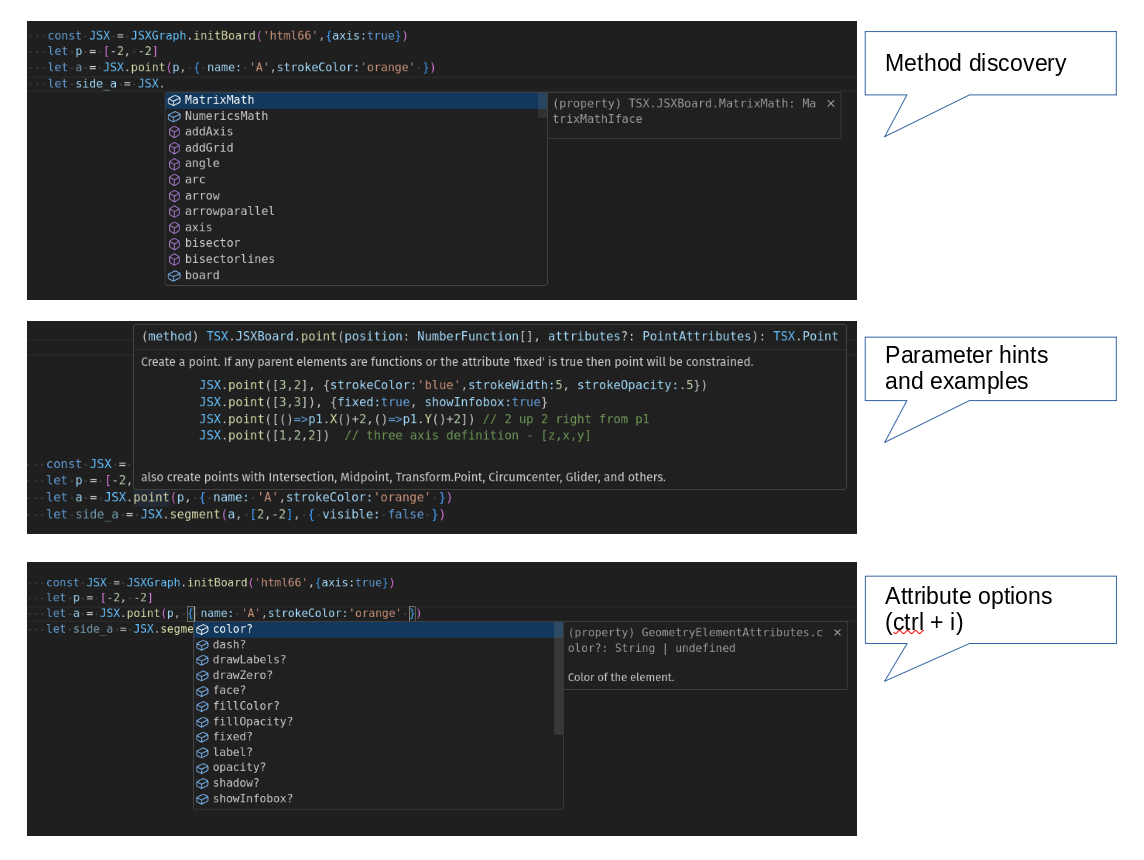 const JSX = JSXGraph.initBoard('html66',{axis:true})
let p = [-2, -2]
let a = JSX.point(p, { name: 'A',strokeColor:'orange' })
let side_a = JSX.
MatrixMath
NumericsMath
addAxis
addGrid
angle
arc
arrow
arrowparallel
axis
bisector
bisectorlines
board
(property) TSX.JSXBoard.MatrixMath: Ma
trixMathIface
Method discovery
(method) TSX.JSXBoard.point(position: NumberFunction[], attributes?: PointAttributes): TSX.Point
Create a point. If any parent elements are functions or the attribute 'fixed' is true then point will be constrained.
JSX.point([3,2], {strokeColor:'blue',strokeWidth:5, strokeOpacity:.5})
JSX.point([3,3]), {fixed:true, showInfobox:true}
JSX.point([()=>p1.X()+2,()=>p1.Y()+2]) // 2 up 2 right from p1
JSX.point([1,2,2])  // three axis definition - [z,x,y]
also create points with Intersection, Midpoint, Transform.Point, Circumcenter, Glider, and others.
const JSX =
let p = [-2,
let a = JSX.point(p, { name: 'A',strokeColor:'orange' })
let side_a = JSX.segment(a, [2,-2], { visible: false })
Parameter hints
and examples
const JSX = JSXGraph.initBoard('html66',{axis:true})
let p = [-2, -2]
let a = JSX.point(p, { name: 'A',strokeColor:'orange' })
let side_a = JSX.segme
color?
dash?
drawLabels?
drawZero?
face?
fillColor?
fillOpacity?
fixed?
label?
opacity?
shadow?
showInfobox?
(property) GeometryElementAttributes.c
olor?: String | undefined
Color of the element.
Attribute options
(ctrl + i)